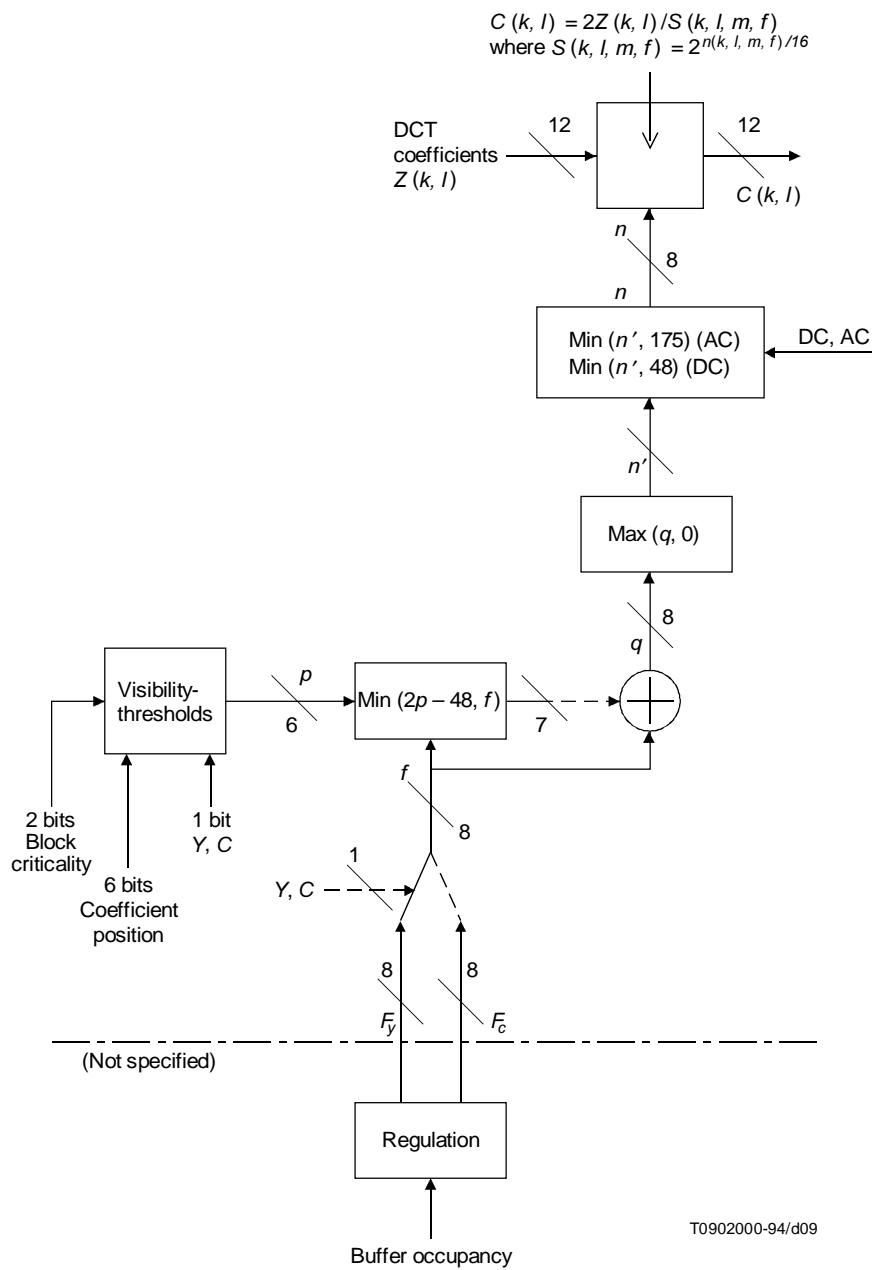 C (k, l) = 2Z (k, l)/S (k, l, m, f)
where S (k, l, m, f) = 2^n(k, l, m, f)/16
DCT
coefficients
Z (k, l)
12
12
C (k, l)
n
8
n
Min (n′, 175) (AC)
Min (n′, 48) (DC)
DC, AC
n′
Max (q, 0)
8
q
Visibility-
thresholds
p
6
Min (2p – 48, f)
7
f
8
2 bits
Block
criticality
6 bits
Coefficient
position
1 bit
Y, C
1
Y, C
8
8
F_y
F_c
(Not specified)
Regulation
Buffer occupancy
T0902000-94/d09